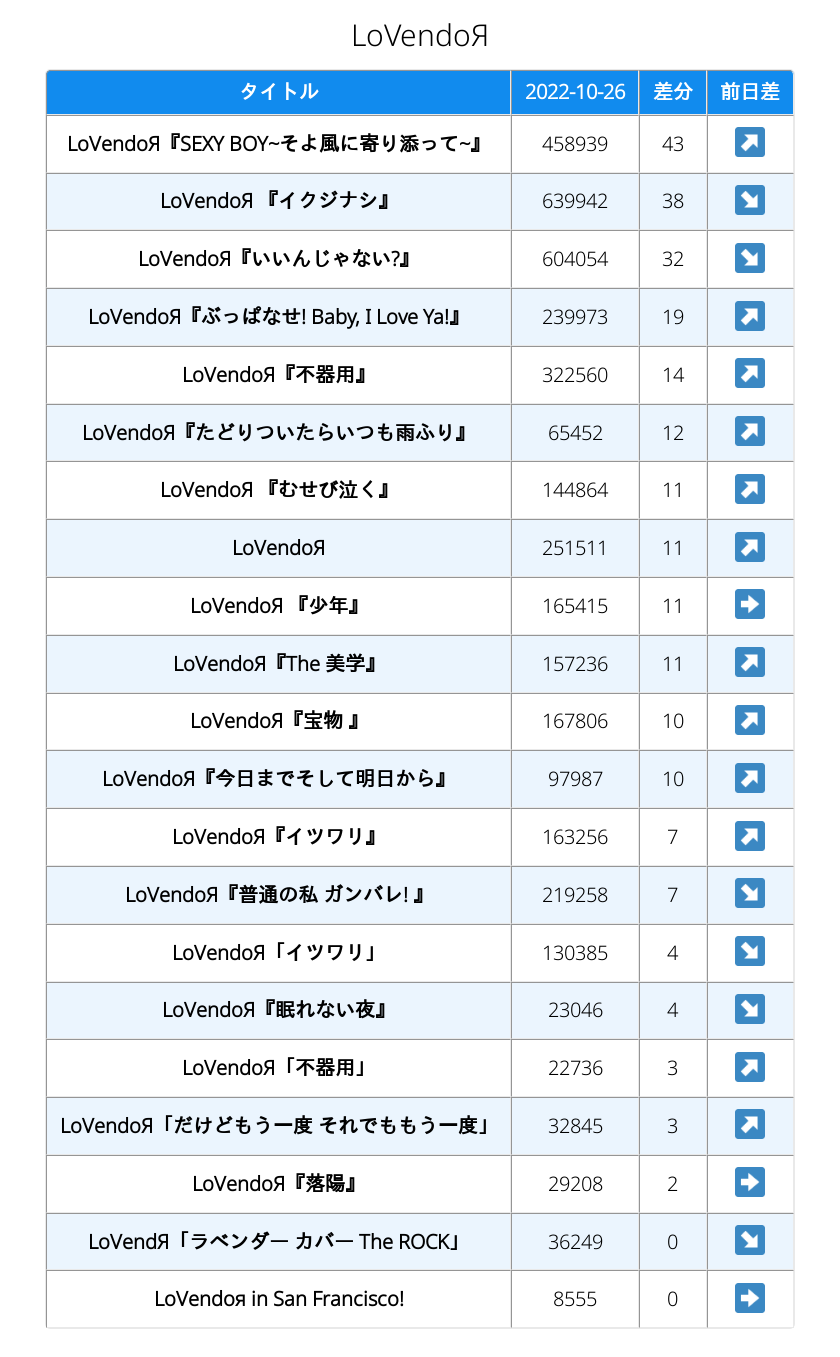 LoVendoЯ
タイトル 2022-10-26 差分 前日差
LoVendoЯ『SEXY BOY~そよ風に寄り添って~』 458939 43
LoVendoЯ 『イクジナシ』 639942 38
LoVendoЯ『いいんじゃない?』 604054 32
LoVendoЯ『ぶっぱなせ! Baby, I Love Ya!』 239973 19
LoVendoЯ『不器用』 322560 14
LoVendoЯ『たどりついたらいつも雨ふり』 65452 12
LoVendoЯ 『むせび泣く』 144864 11
LoVendoЯ 251511 11
LoVendoЯ 『少年』 165415 11
LoVendoЯ『The 美学』 157236 11
LoVendoЯ『宝物 』 167806 10
LoVendoЯ『今日までそして明日から』 97987 10
LoVendoЯ『イツワリ』 163256 7
LoVendoЯ『普通の私 ガンバレ! 』 219258 7
LoVendoЯ「イツワリ」 130385 4
LoVendoЯ『眠れない夜』 23046 4
LoVendoЯ「不器用」 22736 3
LoVendoЯ「だけどもう一度 それでももう一度」 32845 3
LoVendoЯ『落陽』 29208 2
LoVendЯ「ラベンダー カバー The ROCK」 36249 0
LoVendoя in San Francisco! 8555 0